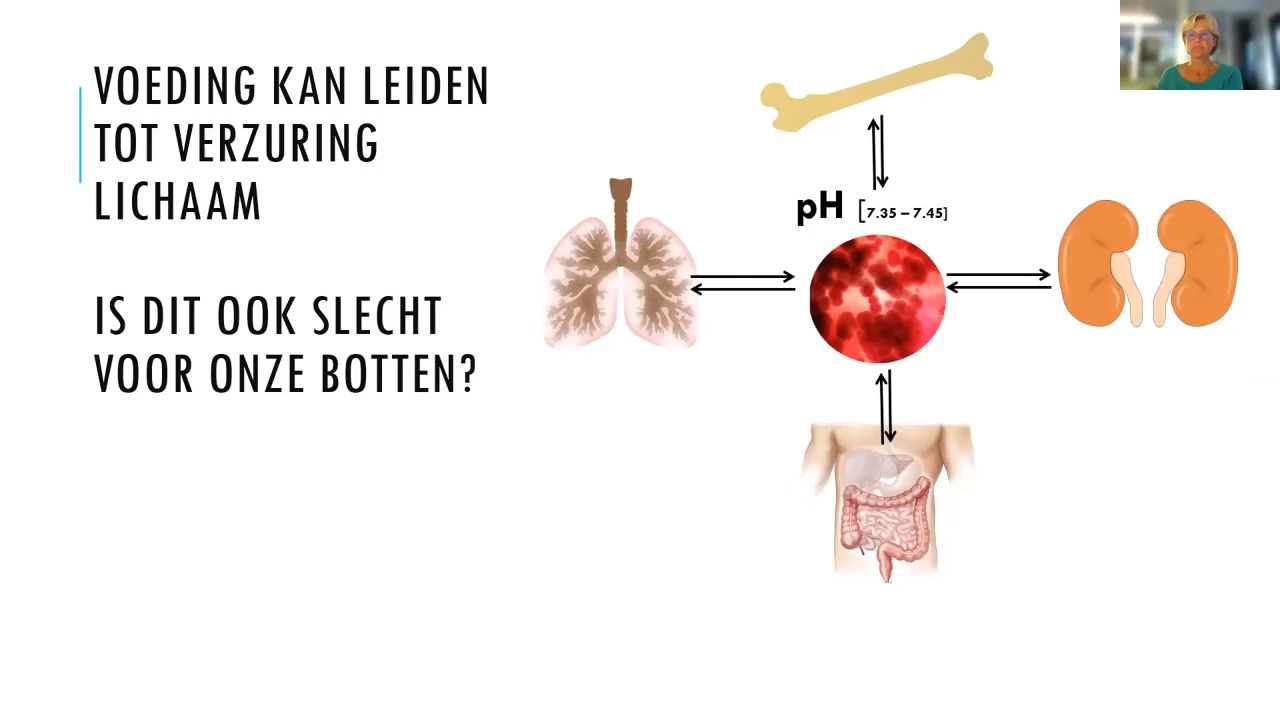 VOEDING KAN LEIDEN
TOT VERZURING
LICHAAM
IS DIT OOK SLECHT
VOOR ONZE BOTTEN?
pH [7.35 – 7.45]